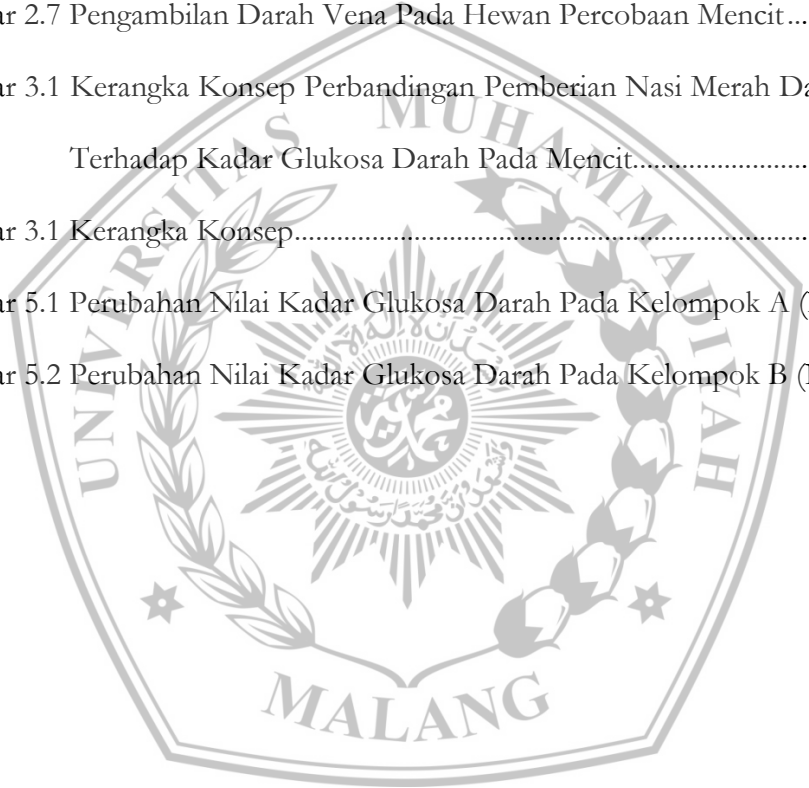 ar 2.7 Pengambilan Darah Vena Pada Hewan Percobaan Mencit...
ar 3.1 Kerangka Konsep Perbandingan Pemberian Nasi Merah Da
Terhadap Kadar Glukosa Darah Pada Mencit.........................
ar 3.1 Kerangka Konsep.........................................................................
ar 5.1 Perubahan Nilai Kadar Glukosa Darah Pada Kelompok A (
ar 5.2 Perubahan Nilai Kadar Glukosa Darah Pada Kelompok B (
UNIVERSITAS MUHAMMADIYAH
MALANG